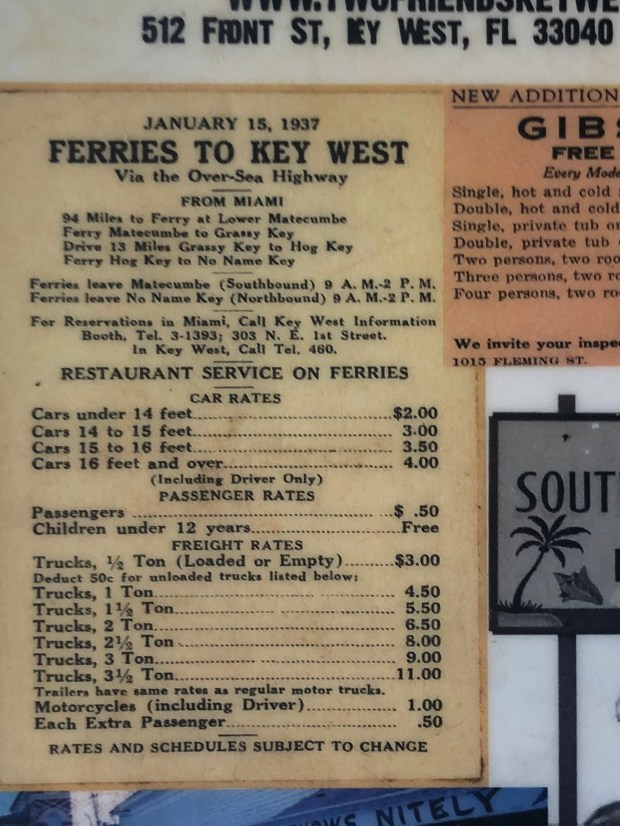 512 FRONT ST, KEY WEST, FL 33040
JANUARY 15, 1937
FERRIES TO KEY WEST
Via the Over-Sea Highway
FROM MIAMI
94 Miles to Ferry at Lower Matecumbe
Ferry Matecumbe to Grassy Key
Drive 13 Miles Grassy Key to Hog Key
Ferry Hog Key to No Name Key
Ferries leave Matecumbe (Southbound) 9 A. M.-2 P. M.
Ferries leave No Name Key (Northbound) 9 A. M.-2 P. M.
For Reservations in Miami, Call Key West Information
Booth, Tel. 3-1393; 303 N. E. 1st Street.
In Key West, Call Tel. 460.
RESTAURANT SERVICE ON FERRIES
CAR RATES
Cars under 14 feet $2.00
Cars 14 to 15 feet 3.00
Cars 15 to 16 feet 3.50
Cars 16 feet and over 4.00
(Including Driver Only)
PASSENGER RATES
Passengers $ .50
Children under 12 years Free
FREIGHT RATES
Trucks, ½ Ton (Loaded or Empty) $3.00
Deduct 50c for unloaded trucks listed below:
Trucks, 1 Ton 4.50
Trucks, 1½ Ton 5.50
Trucks, 2 Ton 6.50
Trucks, 2½ Ton 8.00
Trucks, 3 Ton 9.00
Trucks, 3½ Ton 11.00
Trailers have same rates as regular motor trucks.
Motorcycles (including Driver) 1.00
Each Extra Passenger .50
RATES AND SCHEDULES SUBJECT TO CHANGE
NEW ADDITION
FREE
Every
Single, hot and cold
Double, hot and cold
Single, private tub
Double, private tub
Two persons, two
Three persons, two
Four persons, two
We invite your
1015 FLEMING ST.
NITELY